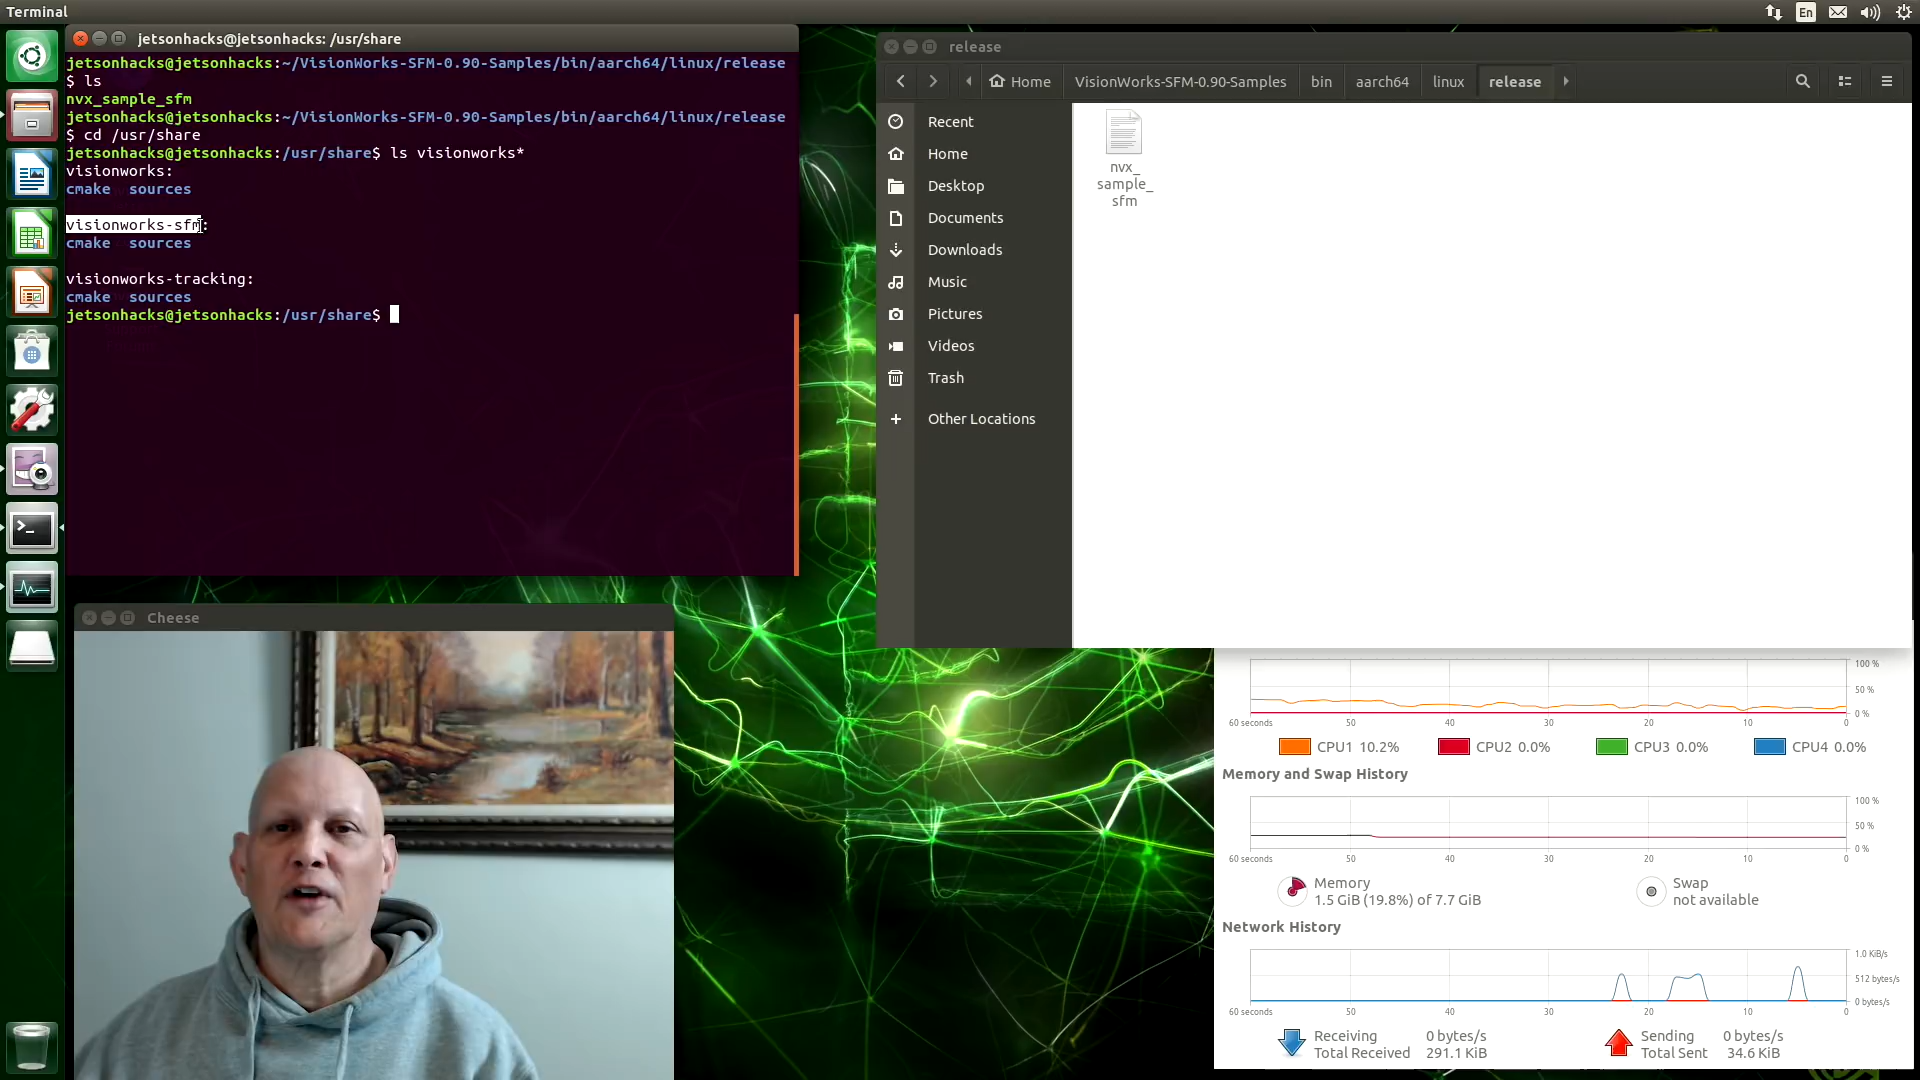 Terminal
En
jetsonhacks@jetsonhacks: /usr/share
jetsonhacks@jetsonhacks:~/VisionWorks-SFM-0.90-Samples/bin/aarch64/linux/release
$ ls
nvx_sample_sfm
jetsonhacks@jetsonhacks:~/VisionWorks-SFM-0.90-Samples/bin/aarch64/linux/release
$ cd /usr/share
jetsonhacks@jetsonhacks:/usr/share$ ls visionworks*
visionworks:
cmake  sources
visionworks-sfm:
cmake  sources
visionworks-tracking:
cmake  sources
jetsonhacks@jetsonhacks:/usr/share$
release
Home VisionWorks-SFM-0.90-Samples bin aarch64 linux release
Recent
Home
Desktop
Documents
Downloads
Music
Pictures
Videos
Trash
Other Locations
nvx_
sample_
sfm
Cheese
100 %
50 %
0 %
60 seconds 50 40 30 20 10 0
CPU1 10.2% CPU2 0.0% CPU3 0.0% CPU4 0.0%
Memory and Swap History
100 %
50 %
0 %
60 seconds 50 40 30 20 10 0
Memory
1.5 GiB (19.8%) of 7.7 GiB
Swap
not available
Network History
1.0 KiB/s
512 bytes/s
0 bytes/s
60 seconds 50 40 30 20 10 0
Receiving 0 bytes/s
Total Received 291.1 KiB
Sending 0 bytes/s
Total Sent 34.6 KiB